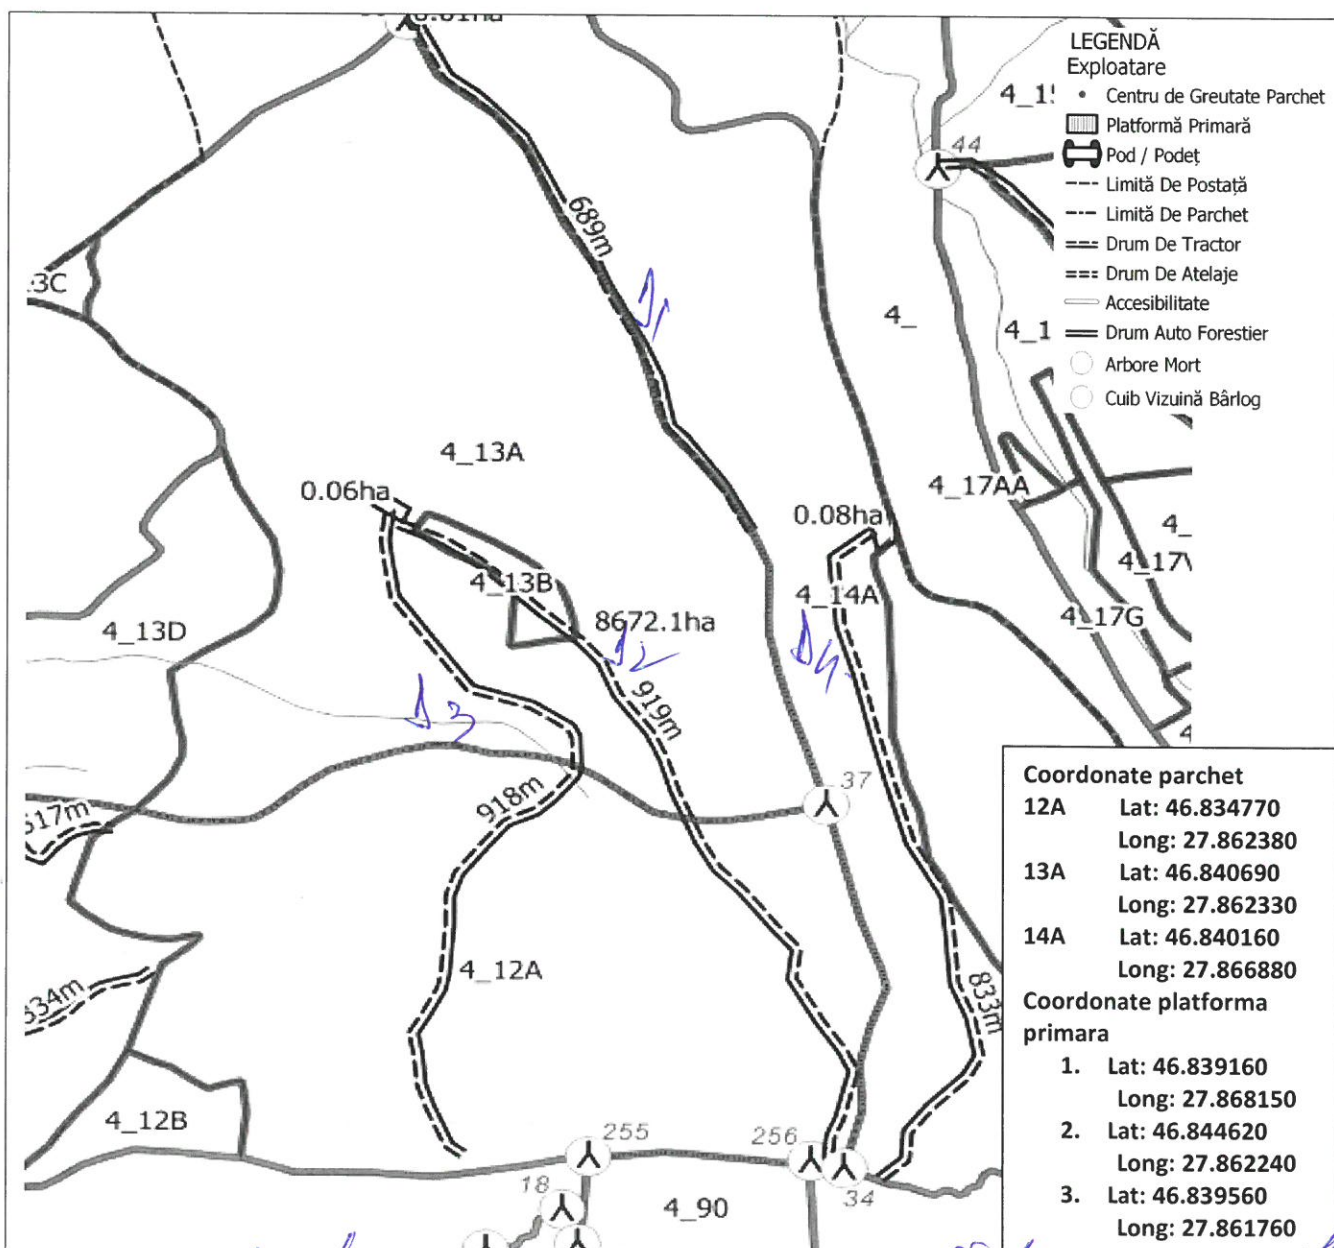 LEGENDĂ
Exploatare
Centru de Greutate Parchet
Platformă Primară
Pod / Podeț
Limită De Postață
Limită De Parchet
Drum De Tractor
Drum De Atelaje
Accesibilitate
Drum Auto Forestier
Arbore Mort
Cuib Vizuină Bârlog
44
689m
4_
4_1
4_13A
0.06ha
4_17AA
0.08ha
4_
4_13B
4_14A
4_17G
8672.1ha
4_13D
919m
918m
37
4_12A
833m
4_12B
255
256
18
34
4_90
Coordonate parchet
12A Lat: 46.834770
Long: 27.862380
13A Lat: 46.840690
Long: 27.862330
14A Lat: 46.840160
Long: 27.866880
Coordonate platforma
primara
1. Lat: 46.839160
Long: 27.868150
2. Lat: 46.844620
Long: 27.862240
3. Lat: 46.839560
Long: 27.861760